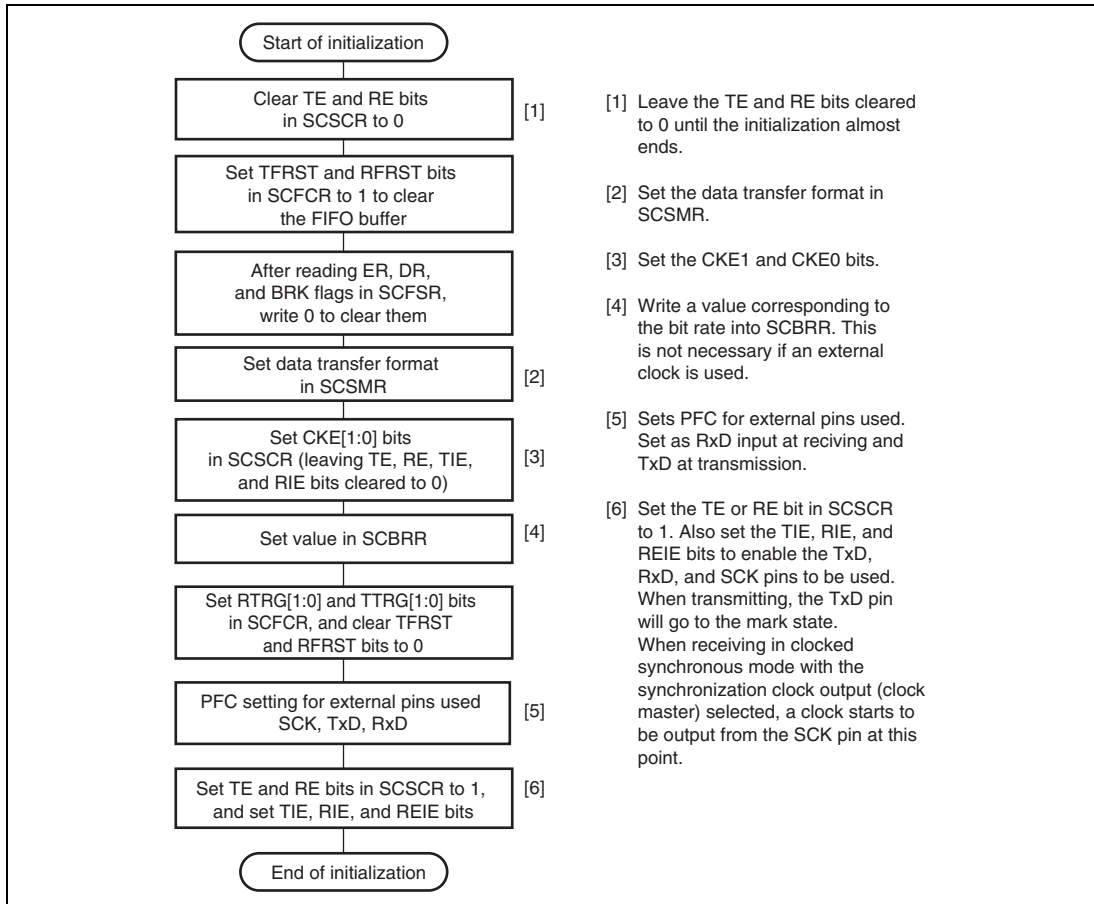 Start of initialization
Clear TE and RE bits
in SCSCR to 0
[1]
Set TFRST and RFRST bits
in SCFCR to 1 to clear
the FIFO buffer
After reading ER, DR,
and BRK flags in SCFSR,
write 0 to clear them
Set data transfer format
in SCSMR
[2]
Set CKE[1:0] bits
in SCSCR (leaving TE, RE, TIE,
and RIE bits cleared to 0)
[3]
Set value in SCBRR
[4]
Set RTRG[1:0] and TTRG[1:0] bits
in SCFCR, and clear TFRST
and RFRST bits to 0
PFC setting for external pins used
SCK, TxD, RxD
[5]
Set TE and RE bits in SCSCR to 1,
and set TIE, RIE, and REIE bits
[6]
End of initialization
[1] Leave the TE and RE bits cleared
to 0 until the initialization almost
ends.
[2] Set the data transfer format in
SCSMR.
[3] Set the CKE1 and CKE0 bits.
[4] Write a value corresponding to
the bit rate into SCBRR. This
is not necessary if an external
clock is used.
[5] Sets PFC for external pins used.
Set as RxD input at reciving and
TxD at transmission.
[6] Set the TE or RE bit in SCSCR
to 1. Also set the TIE, RIE, and
REIE bits to enable the TxD,
RxD, and SCK pins to be used.
When transmitting, the TxD pin
will go to the mark state.
When receiving in clocked
synchronous mode with the
synchronization clock output (clock
master) selected, a clock starts to
be output from the SCK pin at this
point.